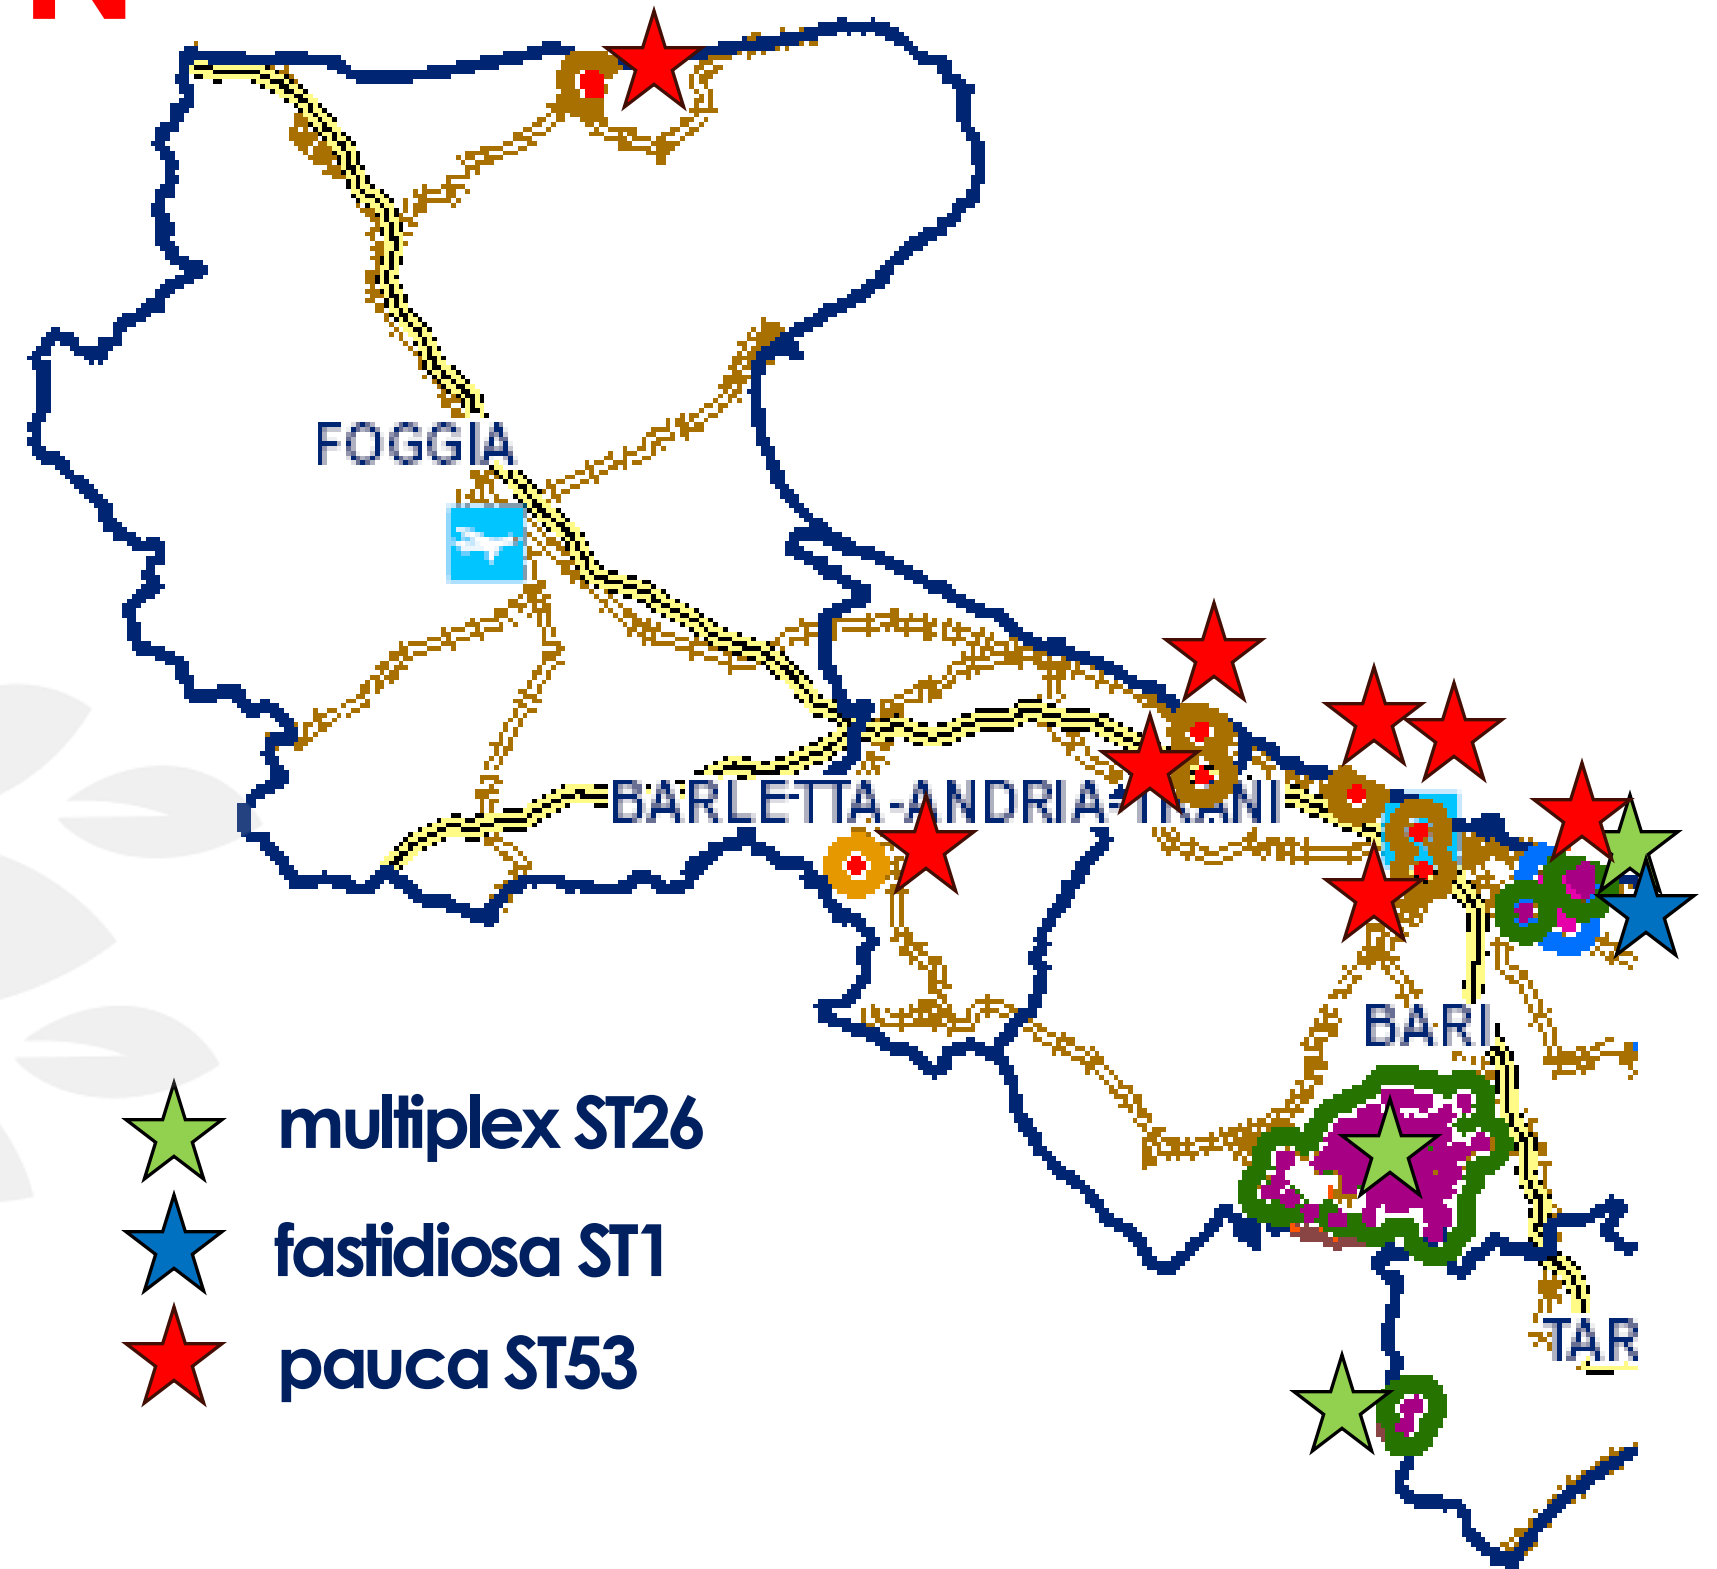 FOGGIA
BARLETTA-ANDRIA-TRANI
BARI
multiplex ST26
fastidiosa ST1
TAR
pauca ST53